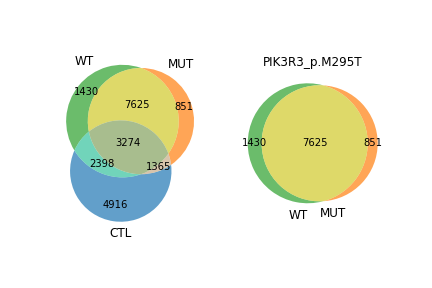 WT
MUT
1430
7625
851
3274
2398
1365
4916
CTL
PIK3R3_p.M295T
1430
7625
851
WT
MUT